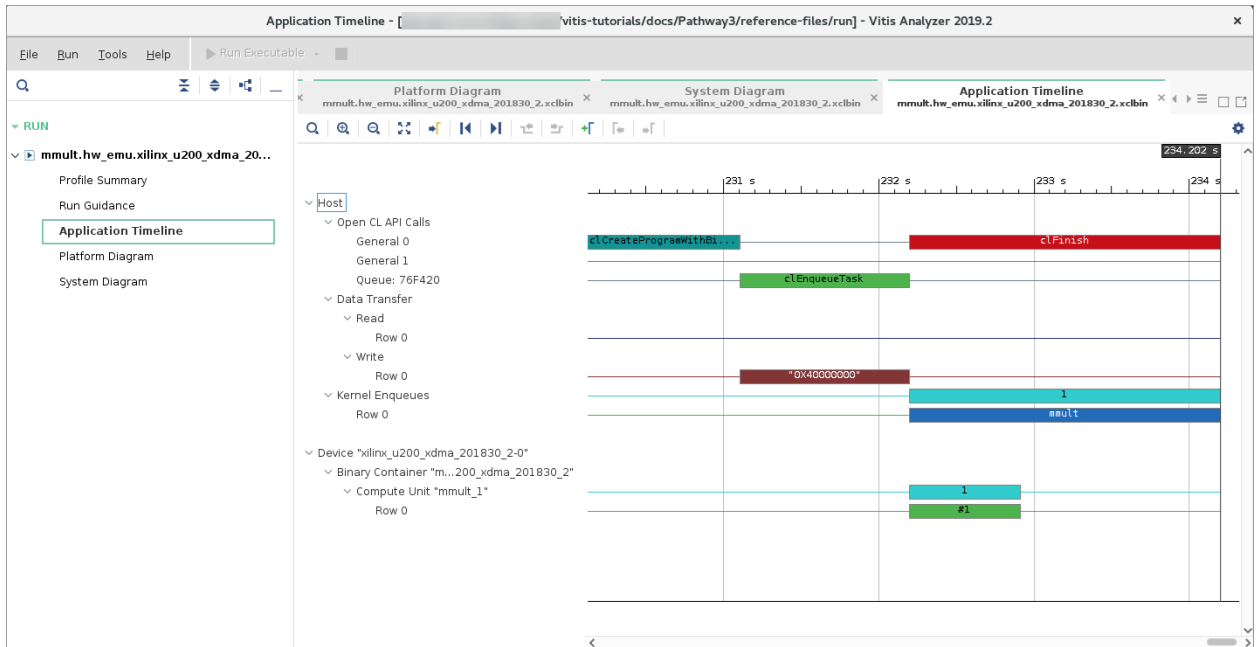 Application Timeline - [ /vitis-tutorials/docs/Pathway3/reference-files/run] - Vitis Analyzer 2019.2
File Run Tools Help Run Executable
Platform Diagram
mmult.hw_emu.xilinx_u200_xdma_201830_2.xclbin
System Diagram
mmult.hw_emu.xilinx_u200_xdma_201830_2.xclbin
Application Timeline
mmult.hw_emu.xilinx_u200_xdma_201830_2.xclbin
RUN
mmult.hw_emu.xilinx_u200_xdma_20...
Profile Summary
Run Guidance
Application Timeline
Platform Diagram
System Diagram
234.202 s
231 s 232 s 233 s 234 s
Host
Open CL API Calls
General 0 clCreateProgramWithBi... clFinish
General 1
Queue: 76F420 clEnqueueTask
Data Transfer
Read
Row 0
Write
Row 0 "0X40000000"
Kernel Enqueues 1
Row 0 mmult
Device "xilinx_u200_xdma_201830_2-0"
Binary Container "m...200_xdma_201830_2"
Compute Unit "mmult_1" 1
Row 0 #1